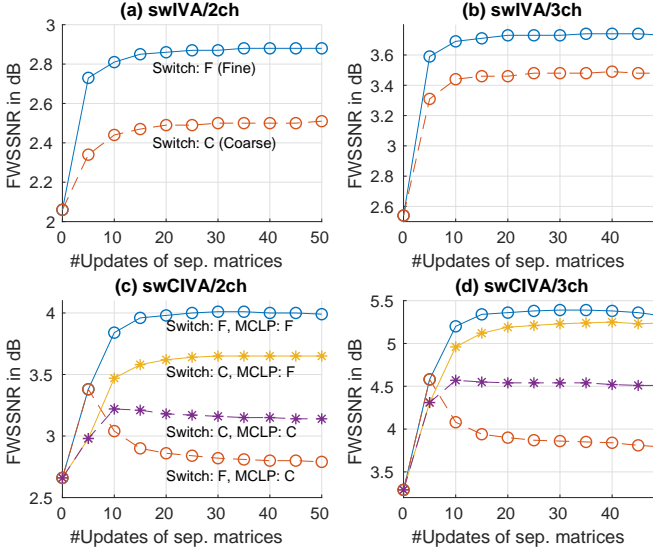 (a) swIVA/2ch
FWSSNR in dB
3
2.8
2.6
2.4
2.2
2
Switch: F (Fine)
Switch: C (Coarse)
0 10 20 30 40 50
#Updates of sep. matrices
(b) swIVA/3ch
FWSSNR in dB
3.6
3.4
3.2
3
2.8
2.6
0 10 20 30 40
#Updates of sep. matrices
(c) swCIVA/2ch
FWSSNR in dB
4
3.5
3
2.5
Switch: F, MCLP: F
Switch: C, MCLP: F
Switch: C, MCLP: C
Switch: F, MCLP: C
0 10 20 30 40 50
#Updates of sep. matrices
(d) swCIVA/3ch
FWSSNR in dB
5.5
5
4.5
4
3.5
0 10 20 30 40
#Updates of sep. matrices